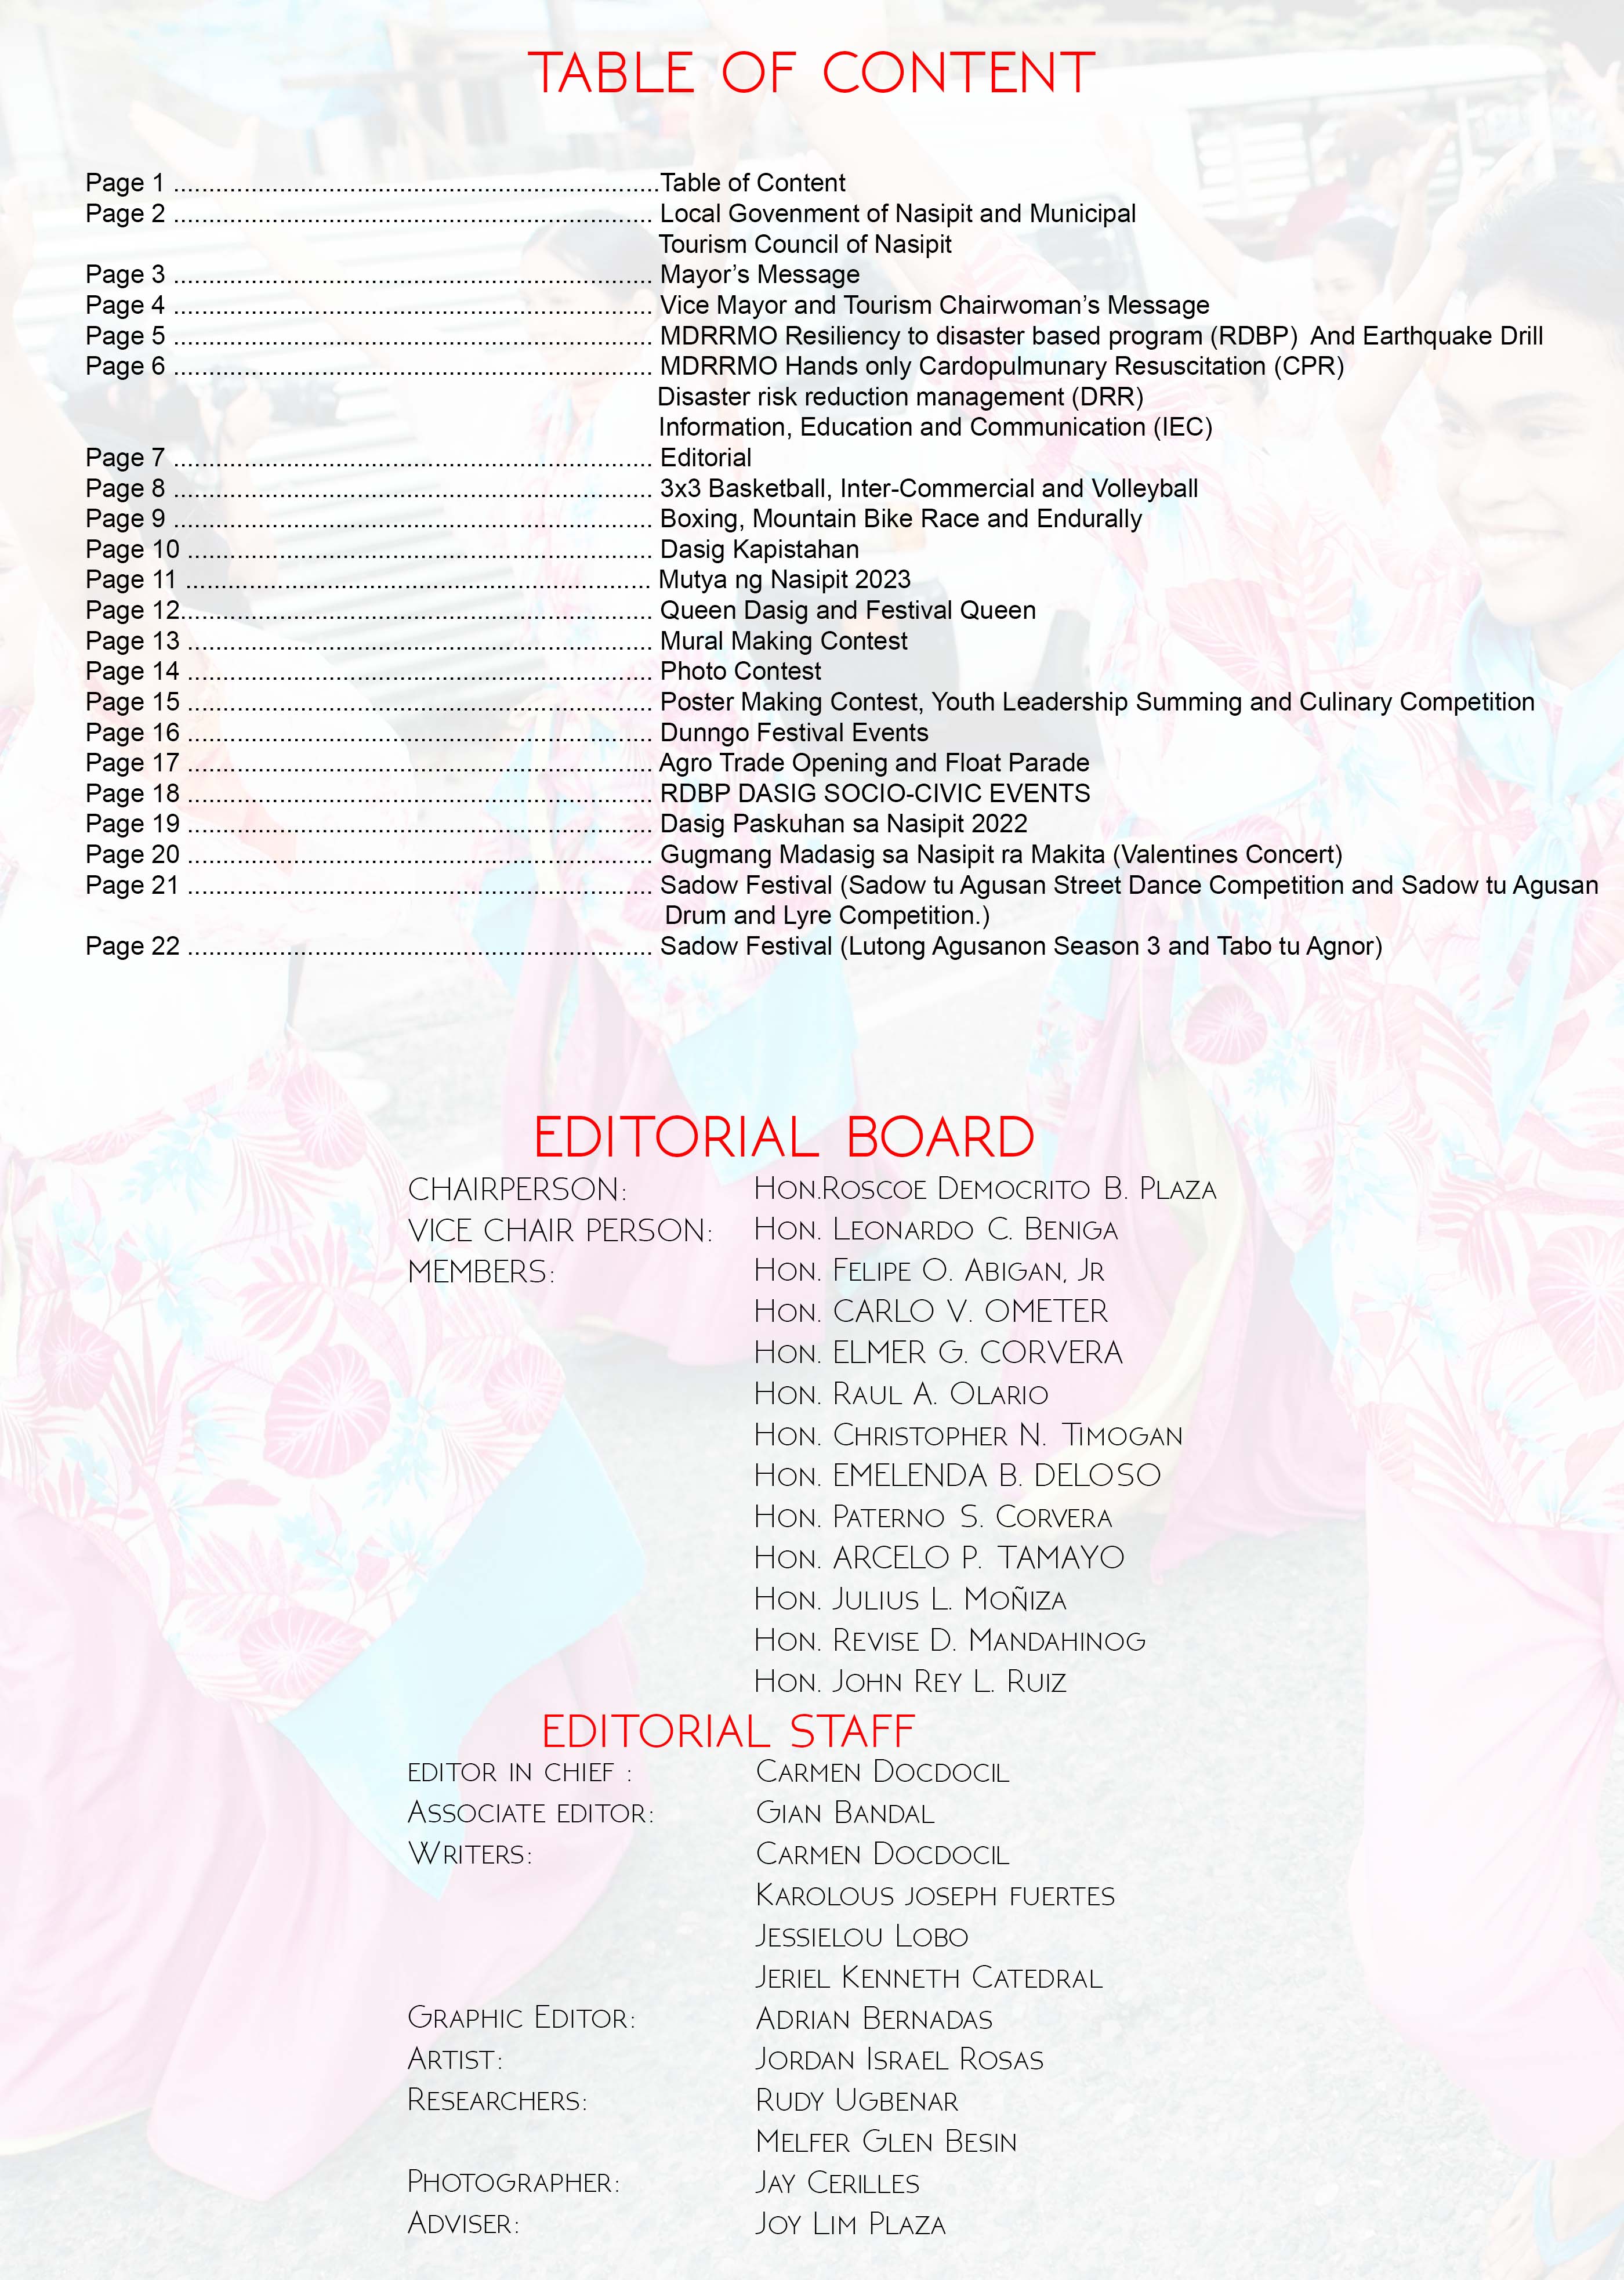 TABLE OF CONTENT
Page 1 .....................................................................Table of Content
Page 2 .................................................................... Local Govenment of Nasipit and Municipal
Tourism Council of Nasipit
Page 3 .................................................................... Mayor’s Message
Page 4 .................................................................... Vice Mayor and Tourism Chairwoman’s Message
Page 5 .................................................................... MDRRMO Resiliency to disaster based program (RDBP) And Earthquake Drill
Page 6 .................................................................... MDRRMO Hands only Cardopulmunary Resuscitation (CPR)
Disaster risk reduction management (DRR)
Information, Education and Communication (IEC)
Page 7 .................................................................... Editorial
Page 8 .................................................................... 3x3 Basketball, Inter-Commercial and Volleyball
Page 9 .................................................................... Boxing, Mountain Bike Race and Endurally
Page 10 .................................................................. Dasig Kapistahan
Page 11 .................................................................. Mutya ng Nasipit 2023
Page 12................................................................... Queen Dasig and Festival Queen
Page 13 .................................................................. Mural Making Contest
Page 14 .................................................................. Photo Contest
Page 15 .................................................................. Poster Making Contest, Youth Leadership Summing and Culinary Competition
Page 16 .................................................................. Dunngo Festival Events
Page 17 .................................................................. Agro Trade Opening and Float Parade
Page 18 .................................................................. RDBP DASIG SOCIO-CIVIC EVENTS
Page 19 .................................................................. Dasig Paskuhan sa Nasipit 2022
Page 20 .................................................................. Gugmang Madasig sa Nasipit ra Makita (Valentines Concert)
Page 21 .................................................................. Sadow Festival (Sadow tu Agusan Street Dance Competition and Sadow tu Agusan
Drum and Lyre Competition.)
Page 22 .................................................................. Sadow Festival (Lutong Agusanon Season 3 and Tabo tu Agnor)
EDITORIAL BOARD
CHAIRPERSON: Hon.Roscoe Democrito B. Plaza
VICE CHAIR PERSON: Hon. Leonardo C. Beniga
MEMBERS: Hon. Felipe O. Abigan, Jr
Hon. CARLO V. OMETER
Hon. ELMER G. CORVERA
Hon. Raul A. Olario
Hon. Christopher N. Timogan
Hon. EMELENDA B. DELOSO
Hon. Paterno S. Corvera
Hon. ARCELO P. TAMAYO
Hon. Julius L. Moñiza
Hon. Revise D. Mandahinog
Hon. John Rey L. Ruiz
EDITORIAL STAFF
editor in chief : Carmen Docdocil
Associate editor: Gian Bandal
Writers: Carmen Docdocil
Karolous joseph fuertes
Jessielou Lobo
Jeriel Kenneth Catedral
Graphic Editor: Adrian Bernadas
Artist: Jordan Israel Rosas
Researchers: Rudy Ugbenar
Melfer Glen Besin
Photographer: Jay Cerilles
Adviser: Joy Lim Plaza